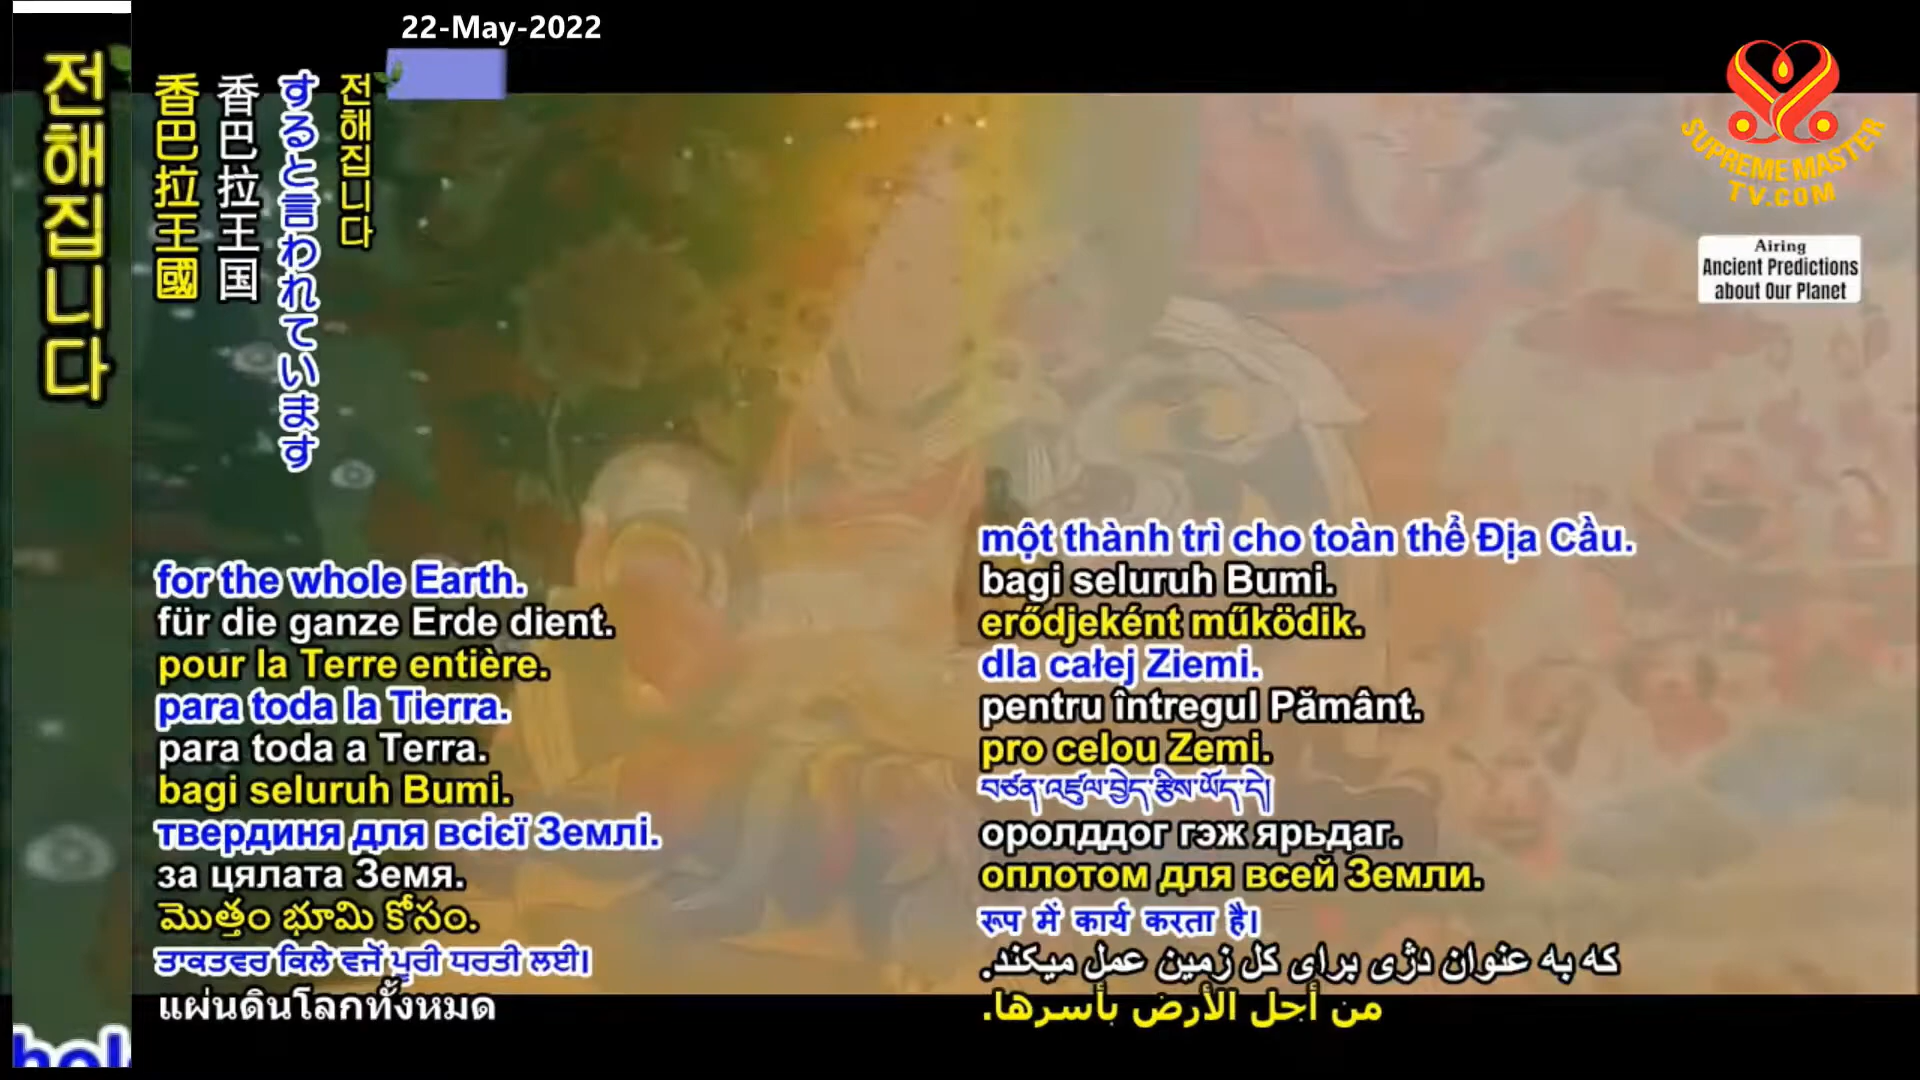 22-May-2022
전해집니다
香巴拉王國
香巴拉王国
すると言われています
전해집니다
SUPREME MASTER
TV.COM
Airing
Ancient Predictions
about Our Planet
for the whole Earth.
für die ganze Erde dient.
pour la Terre entière.
para toda la Tierra.
para toda a Terra.
bagi seluruh Bumi.
твердиня для всієї Землі.
за цялата Земя.
మొత్తం భూమి కోసం.
ਤਾਕਤਵਰ ਕਿਲੇ ਵਜੋਂ ਪੂਰੀ ਧਰਤੀ ਲਈ।
แผ่นดินโลกทั้งหมด
một thành trì cho toàn thể Địa Cầu.
bagi seluruh Bumi.
erődjeként működik.
dla całej Ziemi.
pentru întregul Pământ.
pro celou Zemi.
བཙན་འཛུལ་བྱེད་རྩིས་ཡོད་དེ།
оролддог гэж ярьдаг.
оплотом для всей Земли.
रूप में कार्य करता है।
که به عنوان دژی برای کل زمین عمل میکند.
من أجل الأرض بأسرها.